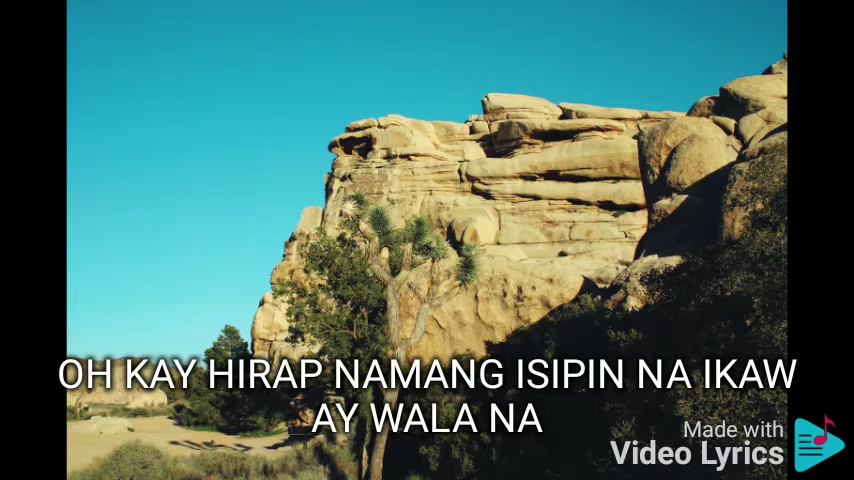 OH KAY HIRAP NAMANG ISIPIN NA IKAW
AY WALA NA
Made with
Video Lyrics